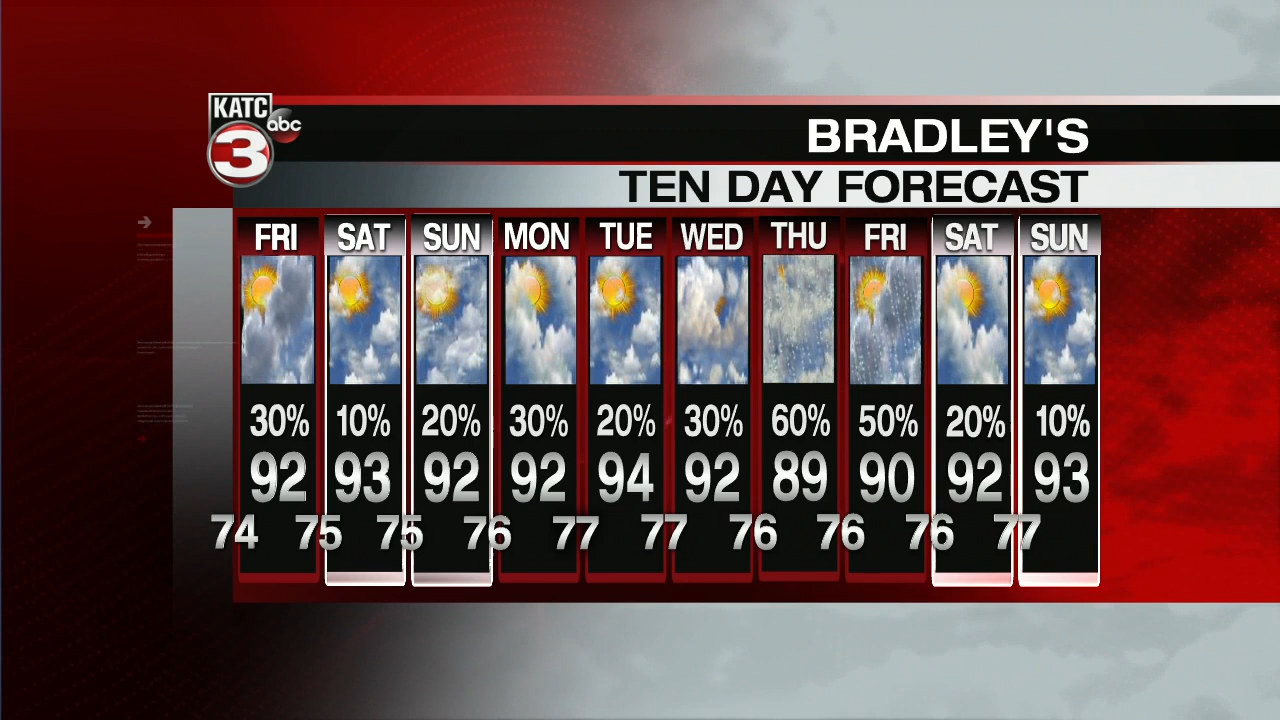 KATC
abc
3
BRADLEY'S
TEN DAY FORECAST
FRI SAT SUN MON TUE WED THU FRI SAT SUN
30% 10% 20% 30% 20% 30% 60% 50% 20% 10%
92 93 92 92 94 92 89 90 92 93
74 75 75 76 77 77 76 76 76 77